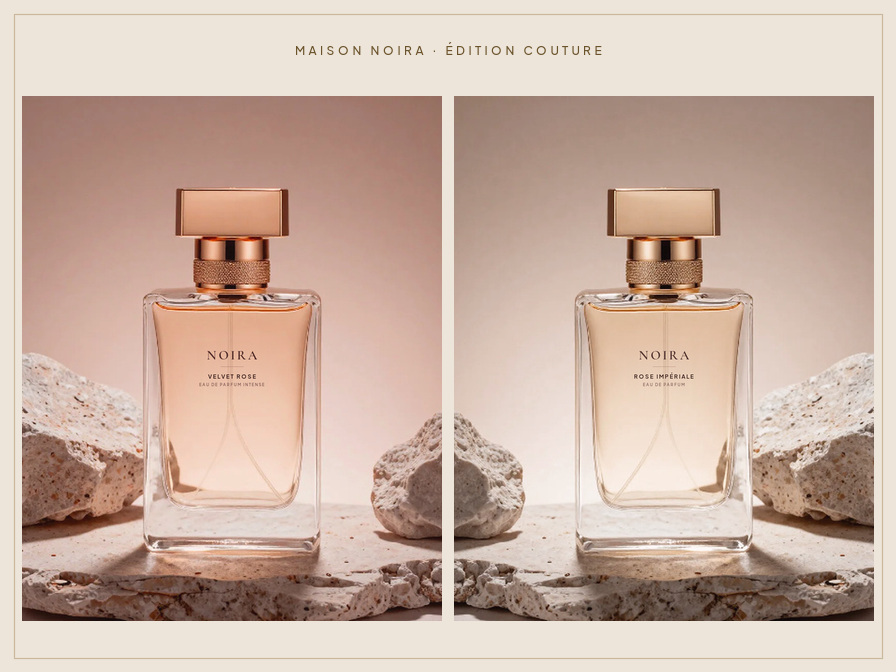 MAISON NOIRA · ÉDITION COUTURE
NOIRA
VELVET ROSE
EAU DE PARFUM INTENSE
NOIRA
ROSE IMPÉRIALE
EAU DE PARFUM